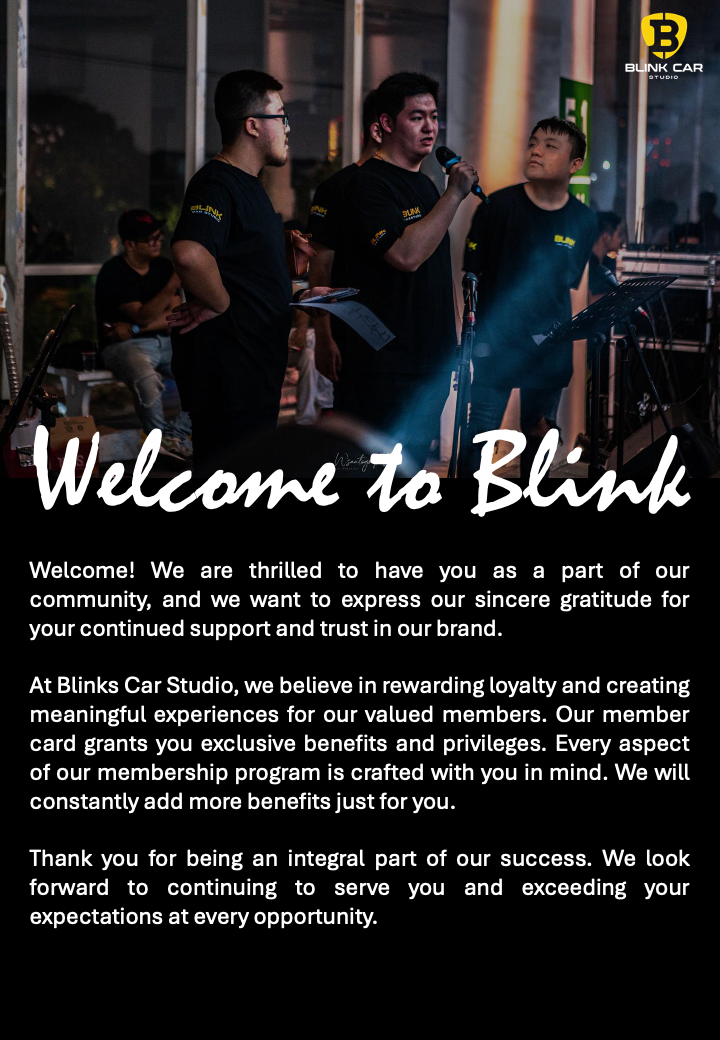 B
BLINK CAR
STUDIO
BLINK
BLINK
BLINK
Welcome to Blink
Welcome! We are thrilled to have you as a part of our
community, and we want to express our sincere gratitude for
your continued support and trust in our brand.
At Blinks Car Studio, we believe in rewarding loyalty and creating
meaningful experiences for our valued members. Our member
card grants you exclusive benefits and privileges. Every aspect
of our membership program is crafted with you in mind. We will
constantly add more benefits just for you.
Thank you for being an integral part of our success. We look
forward to continuing to serve you and exceeding your
expectations at every opportunity.